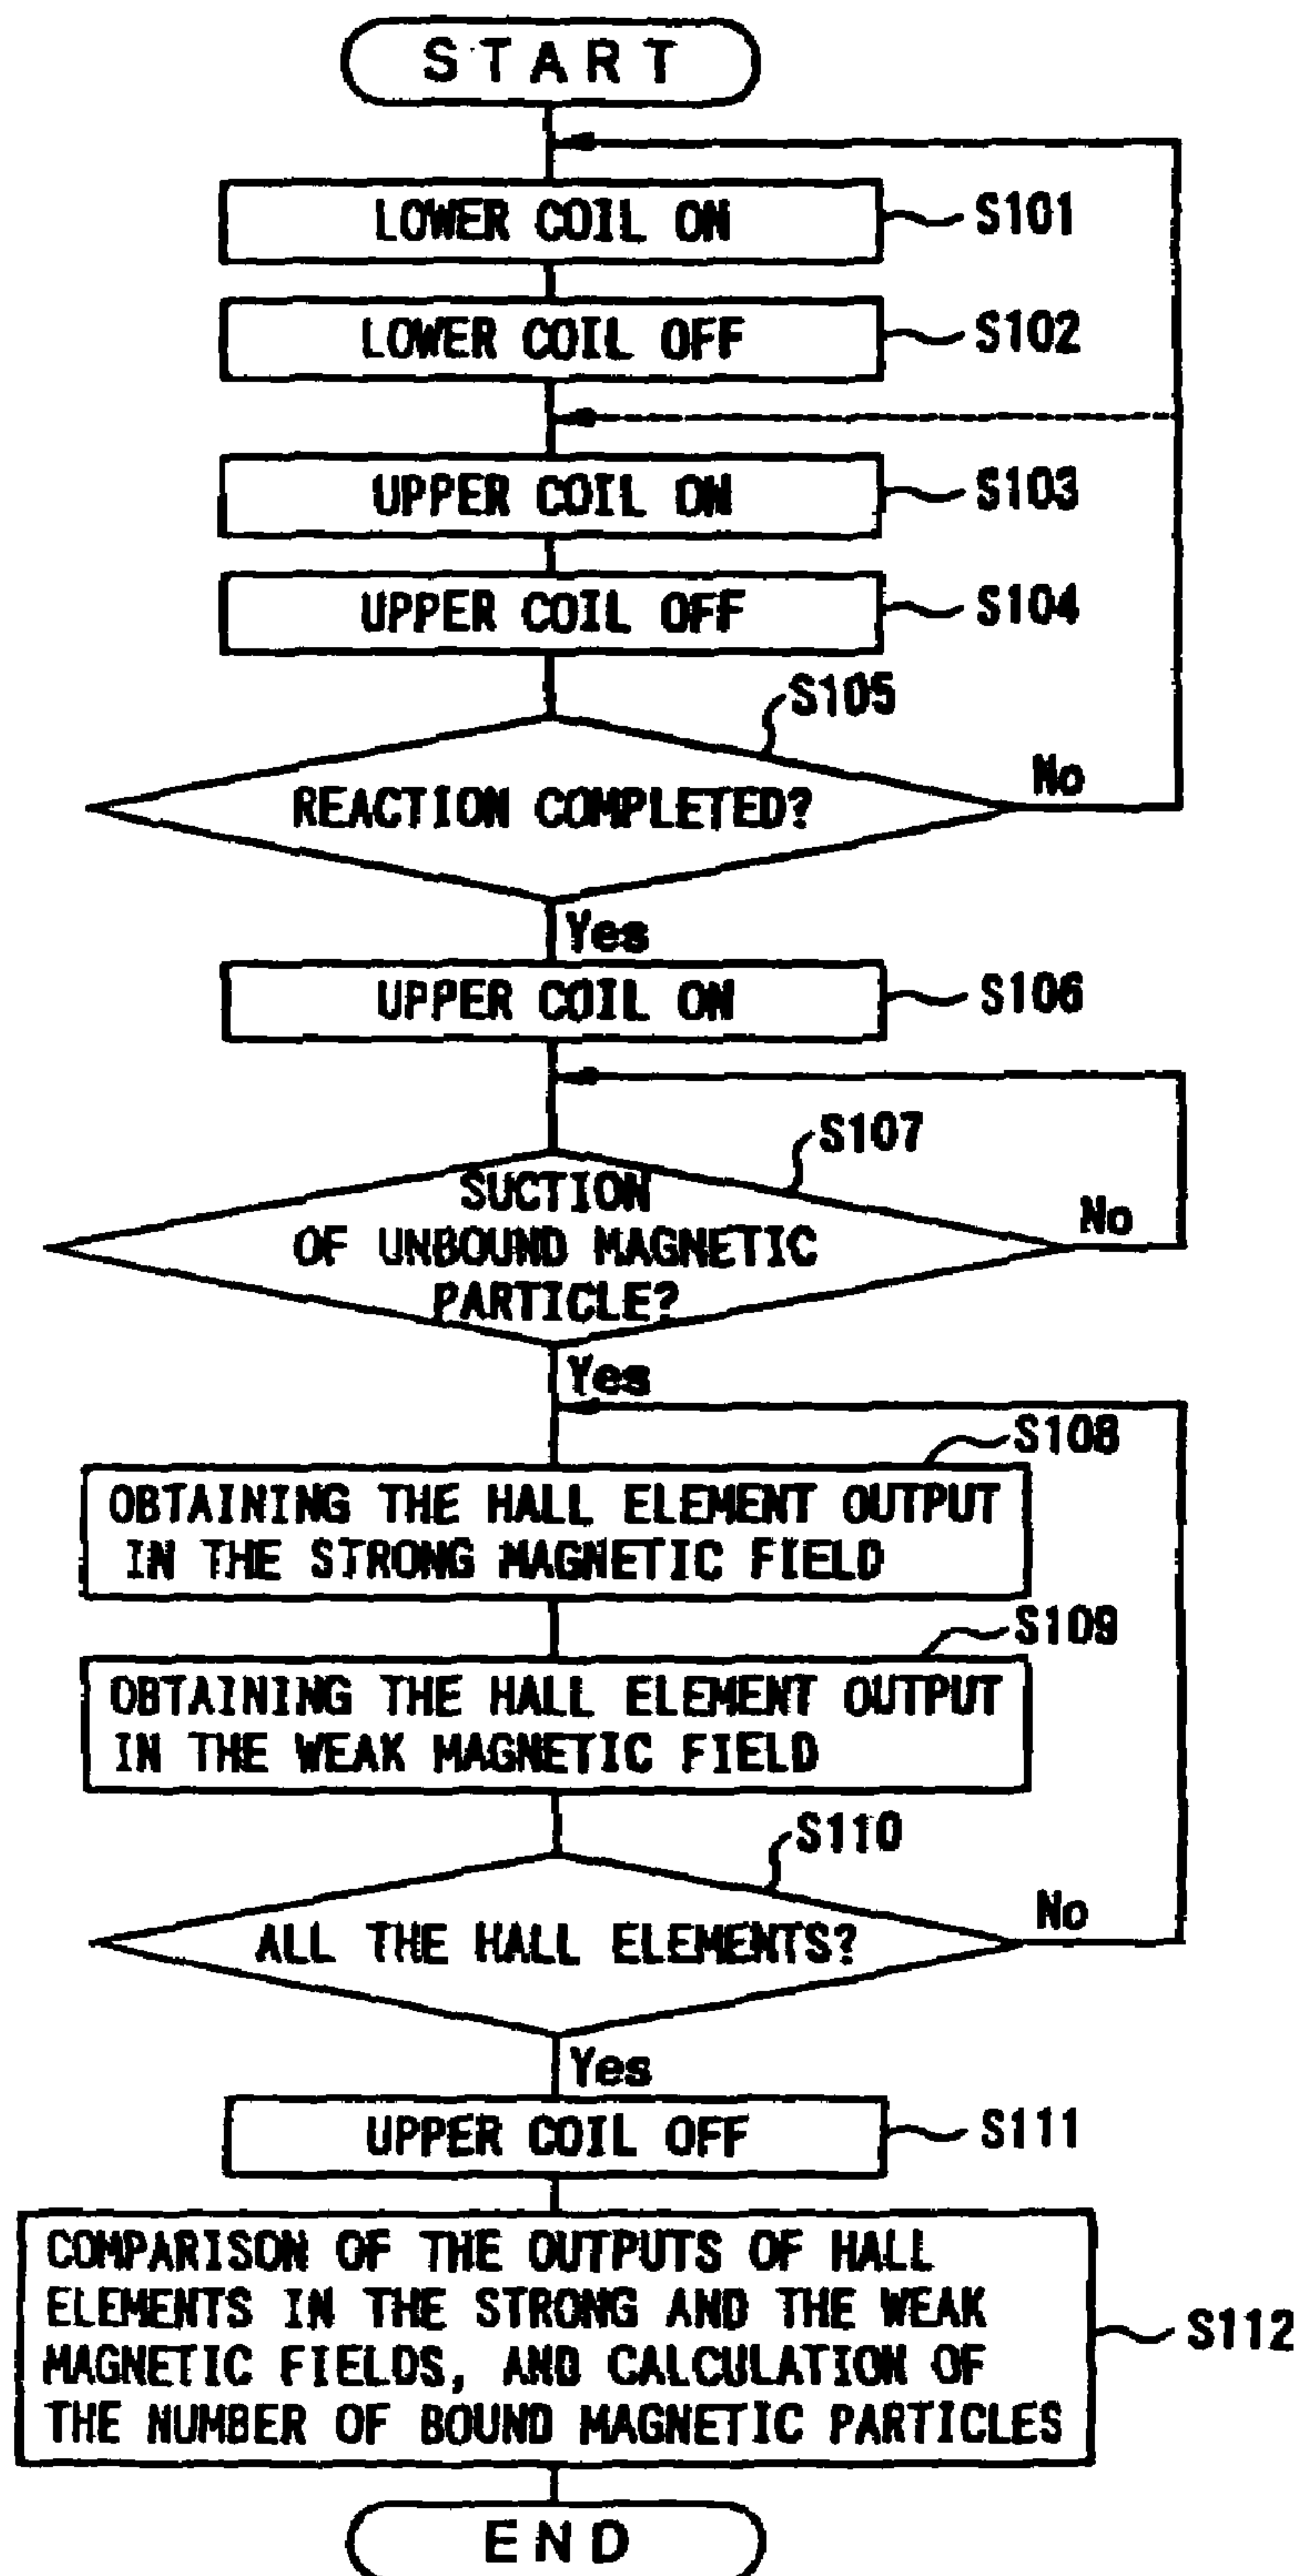 START
LOWER COIL ON
S101
LOWER COIL OFF
S102
UPPER COIL ON
S103
UPPER COIL OFF
S104
S105
REACTION COMPLETED?
No
Yes
UPPER COIL ON
S106
S107
SUCTION
OF UNBOUND MAGNETIC
PARTICLE?
No
Yes
S108
OBTAINING THE HALL ELEMENT OUTPUT
IN THE STRONG MAGNETIC FIELD
S109
OBTAINING THE HALL ELEMENT OUTPUT
IN THE WEAK MAGNETIC FIELD
S110
ALL THE HALL ELEMENTS?
No
Yes
UPPER COIL OFF
S111
COMPARISON OF THE OUTPUTS OF HALL
ELEMENTS IN THE STRONG AND THE WEAK
MAGNETIC FIELDS, AND CALCULATION OF
THE NUMBER OF BOUND MAGNETIC PARTICLES
S112
END